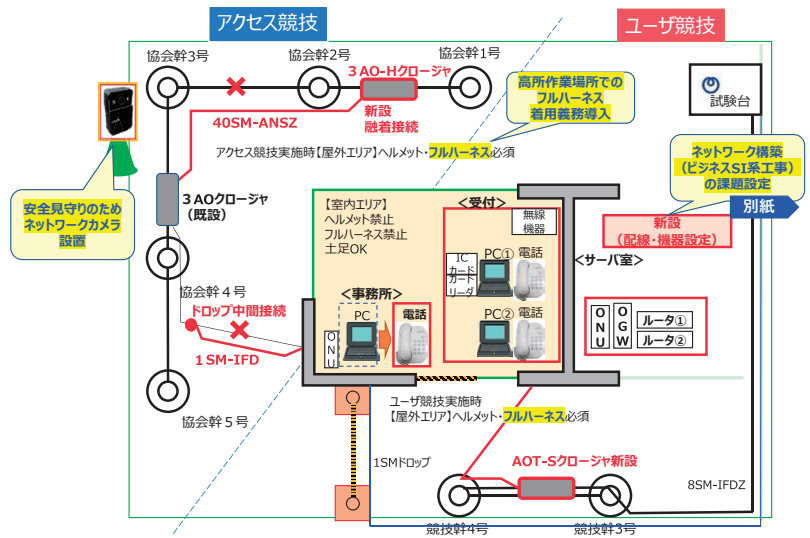 アクセス競技
ユーザ競技
協会幹3号
協会幹2号
協会幹1号
3AO-Hクロージャ
新設
融着接続
40SM-ANSZ
高所作業場所での
フルハーネス
着用義務導入
試験台
アクセス競技実施時【屋外エリア】ヘルメット・フルハーネス必須
ネットワーク構築
(ビジネスSI系工事)
の課題設定
別紙
3AOクロージャ
(既設)
安全見守りのため
ネットワークカメラ
設置
【室内エリア】
ヘルメット禁止
フルハーネス禁止
土足OK
<受付>
無線
機器
IC
カード
カード
リーダ
PC①
電話
PC②
電話
新設
(配線・機器設定)
<サーバ室>
協会幹4号
ドロップ中間接続
1SM-IFD
<事務所>
ONU
PC
電話
ONU
OGW
ルータ①
ルータ②
協会幹5号
ユーザ競技実施時
【屋外エリア】ヘルメット・フルハーネス必須
1SMドロップ
AOT-Sクロージャ新設
8SM-IFDZ
競技幹4号
競技幹3号